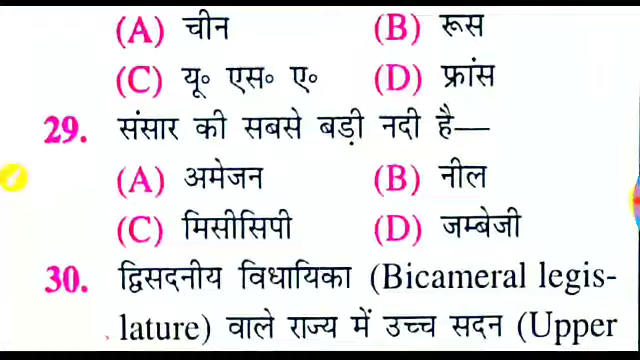 (A) चीन (B) रूस
(C) यू॰ एस॰ ए॰ (D) फ्रांस
29. संसार की सबसे बड़ी नदी है—
(A) अमेजन (B) नील
(C) मिसीसिपी (D) जम्बेजी
30. द्विसदनीय विधायिका (Bicameral legis-
lature) वाले राज्य में उच्च सदन (Upper